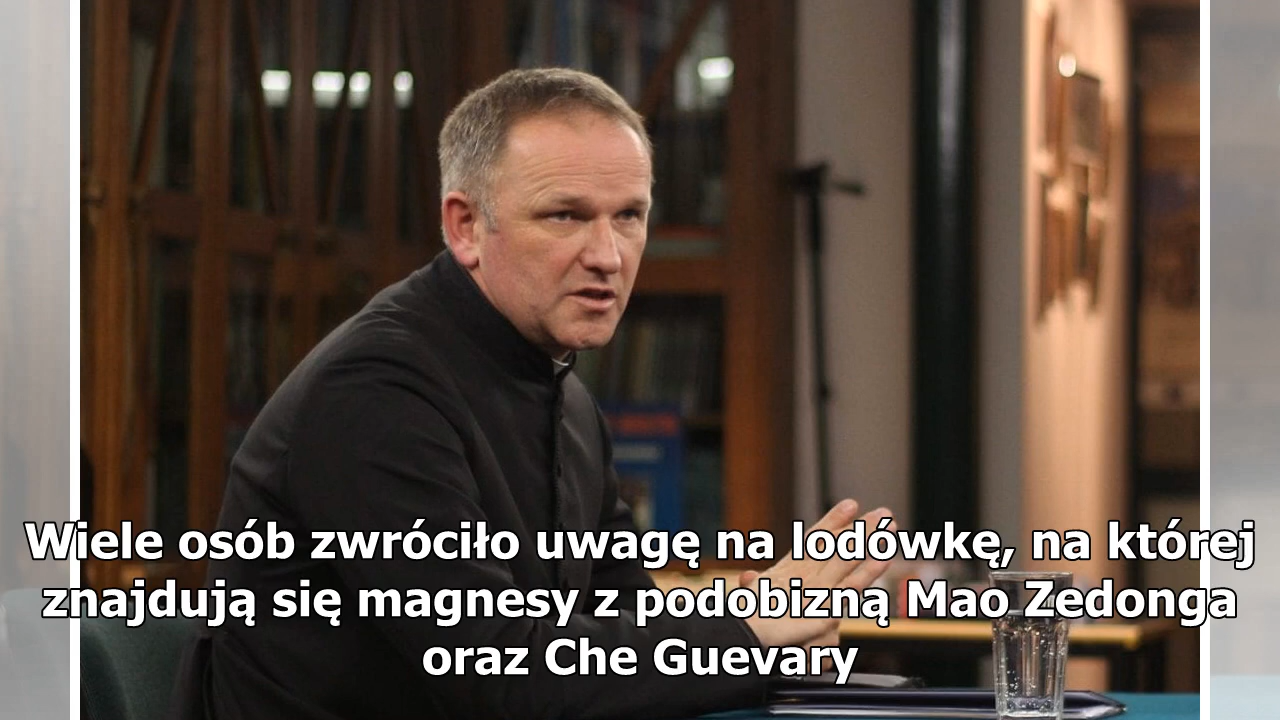 Wiele osób zwróciło uwagę na lodówkę, na której
znajdują się magnesy z podobizną Mao Zedonga
oraz Che Guevary